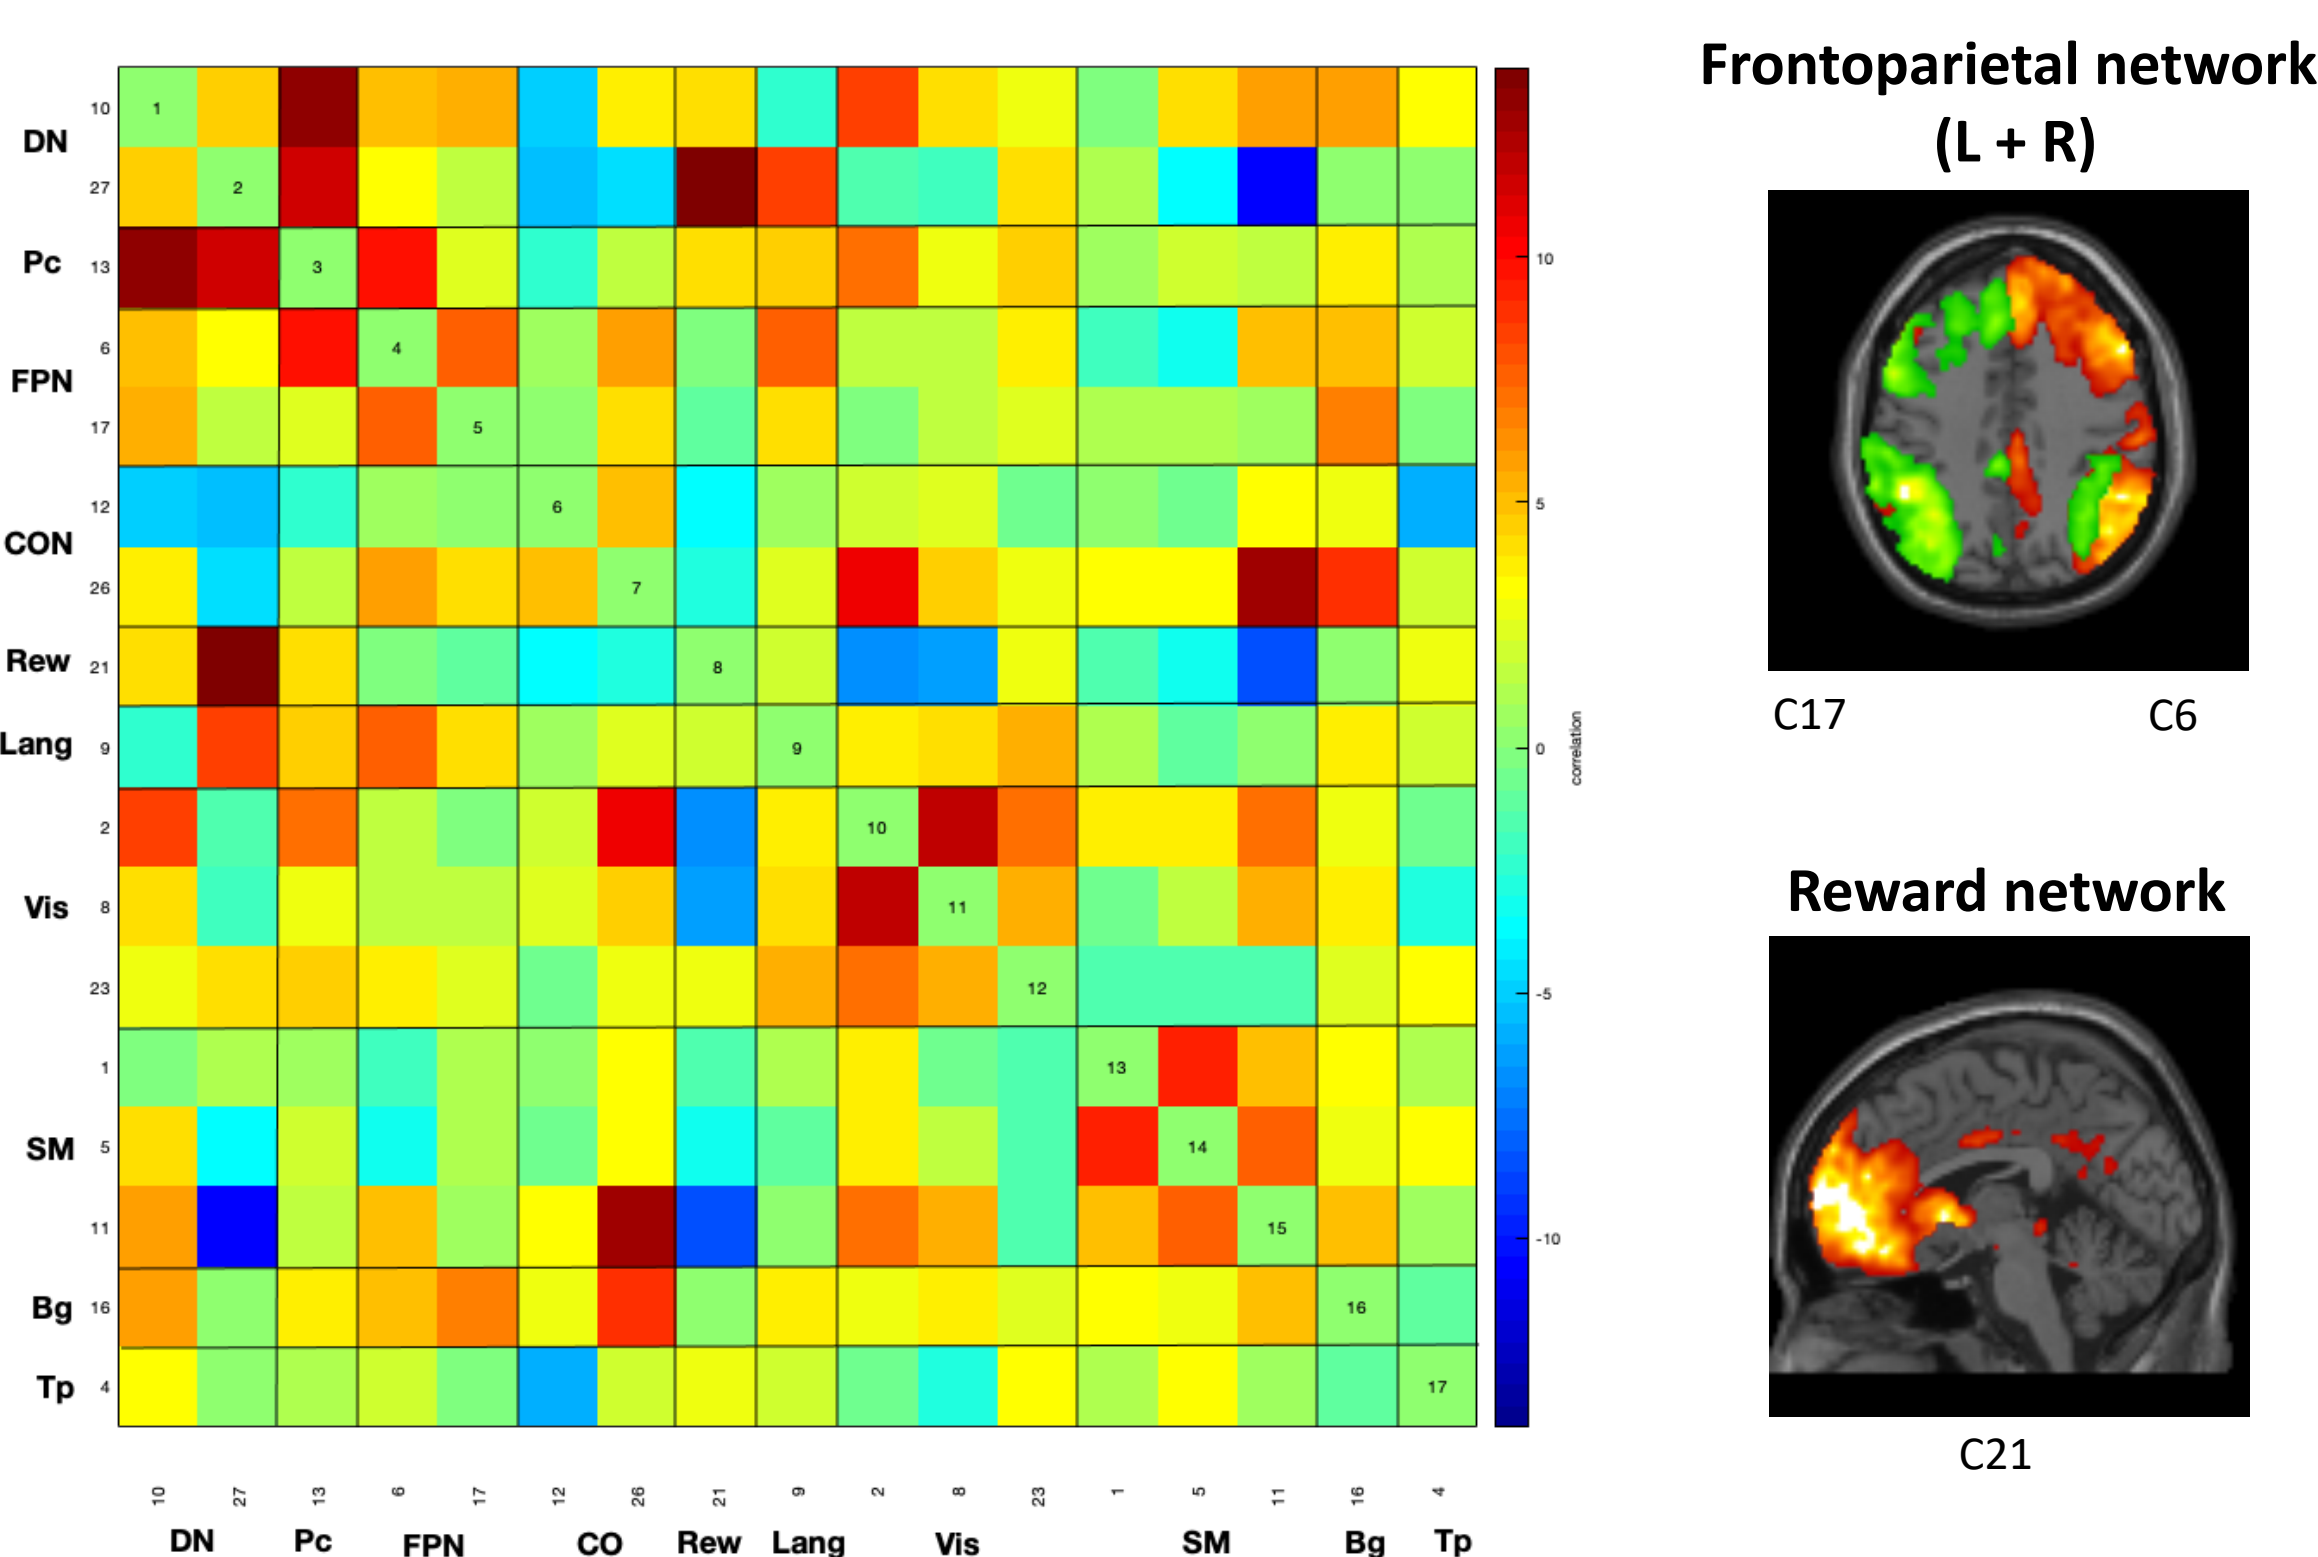 Frontoparietal network
(L + R)
10
DN
27
Pc 13
6
FPN
17
12
CON
26
Rew 21
Lang 9
2
Vis 8
23
1
SM 5
11
Bg 16
Tp 4
1
2
3
4
5
6
7
8
9
10
11
12
13
14
15
16
17
10
5
0
-5
-10
correlation
10 27 13 6 17 12 26 21 9 2 8 23 1 5 11 16 4
DN Pc FPN CO Rew Lang Vis SM Bg Tp
C17 C6
Reward network
C21